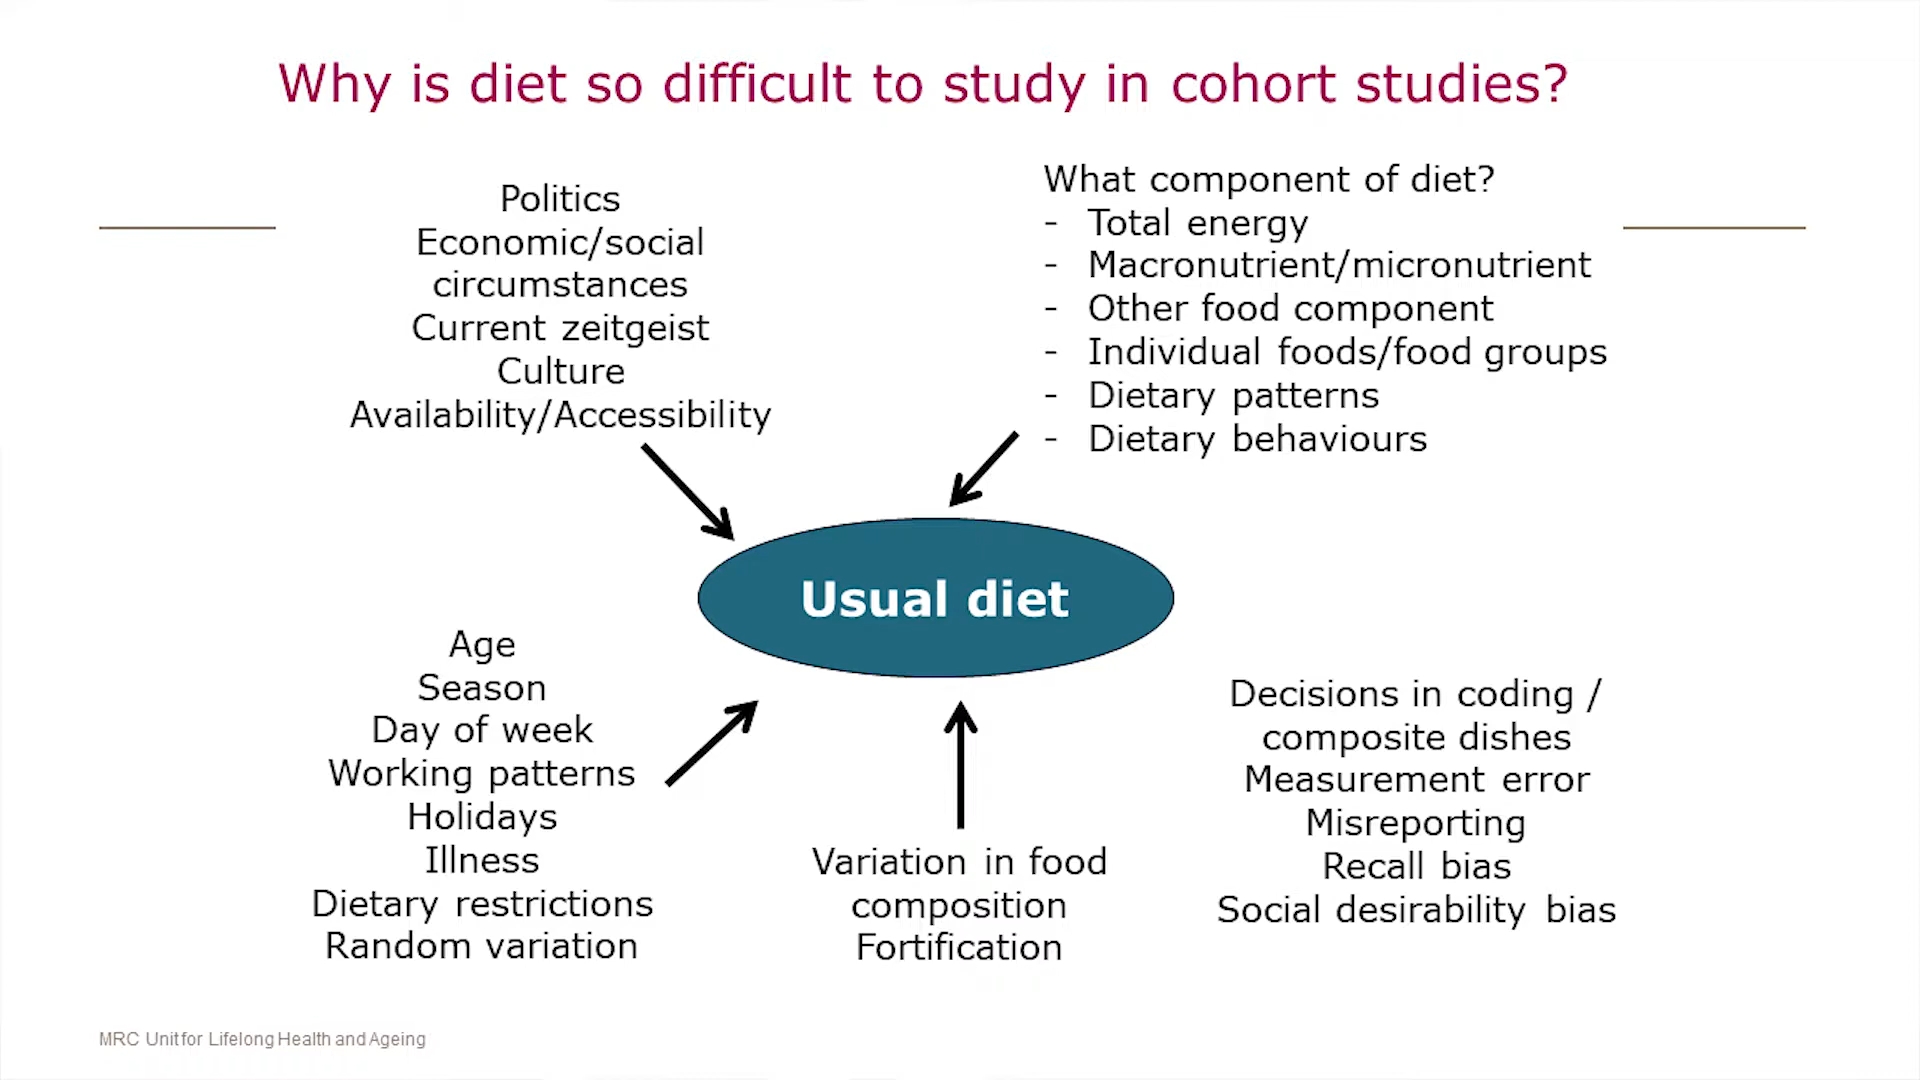 Why is diet so difficult to study in cohort studies?
Politics
Economic/social
circumstances
Current zeitgeist
Culture
Availability/Accessibility
What component of diet?
- Total energy
- Macronutrient/micronutrient
- Other food component
- Individual foods/food groups
- Dietary patterns
- Dietary behaviours
Usual diet
Age
Season
Day of week
Working patterns
Holidays
Illness
Dietary restrictions
Random variation
Variation in food
composition
Fortification
Decisions in coding /
composite dishes
Measurement error
Misreporting
Recall bias
Social desirability bias
MRC Unit for Lifelong Health and Ageing